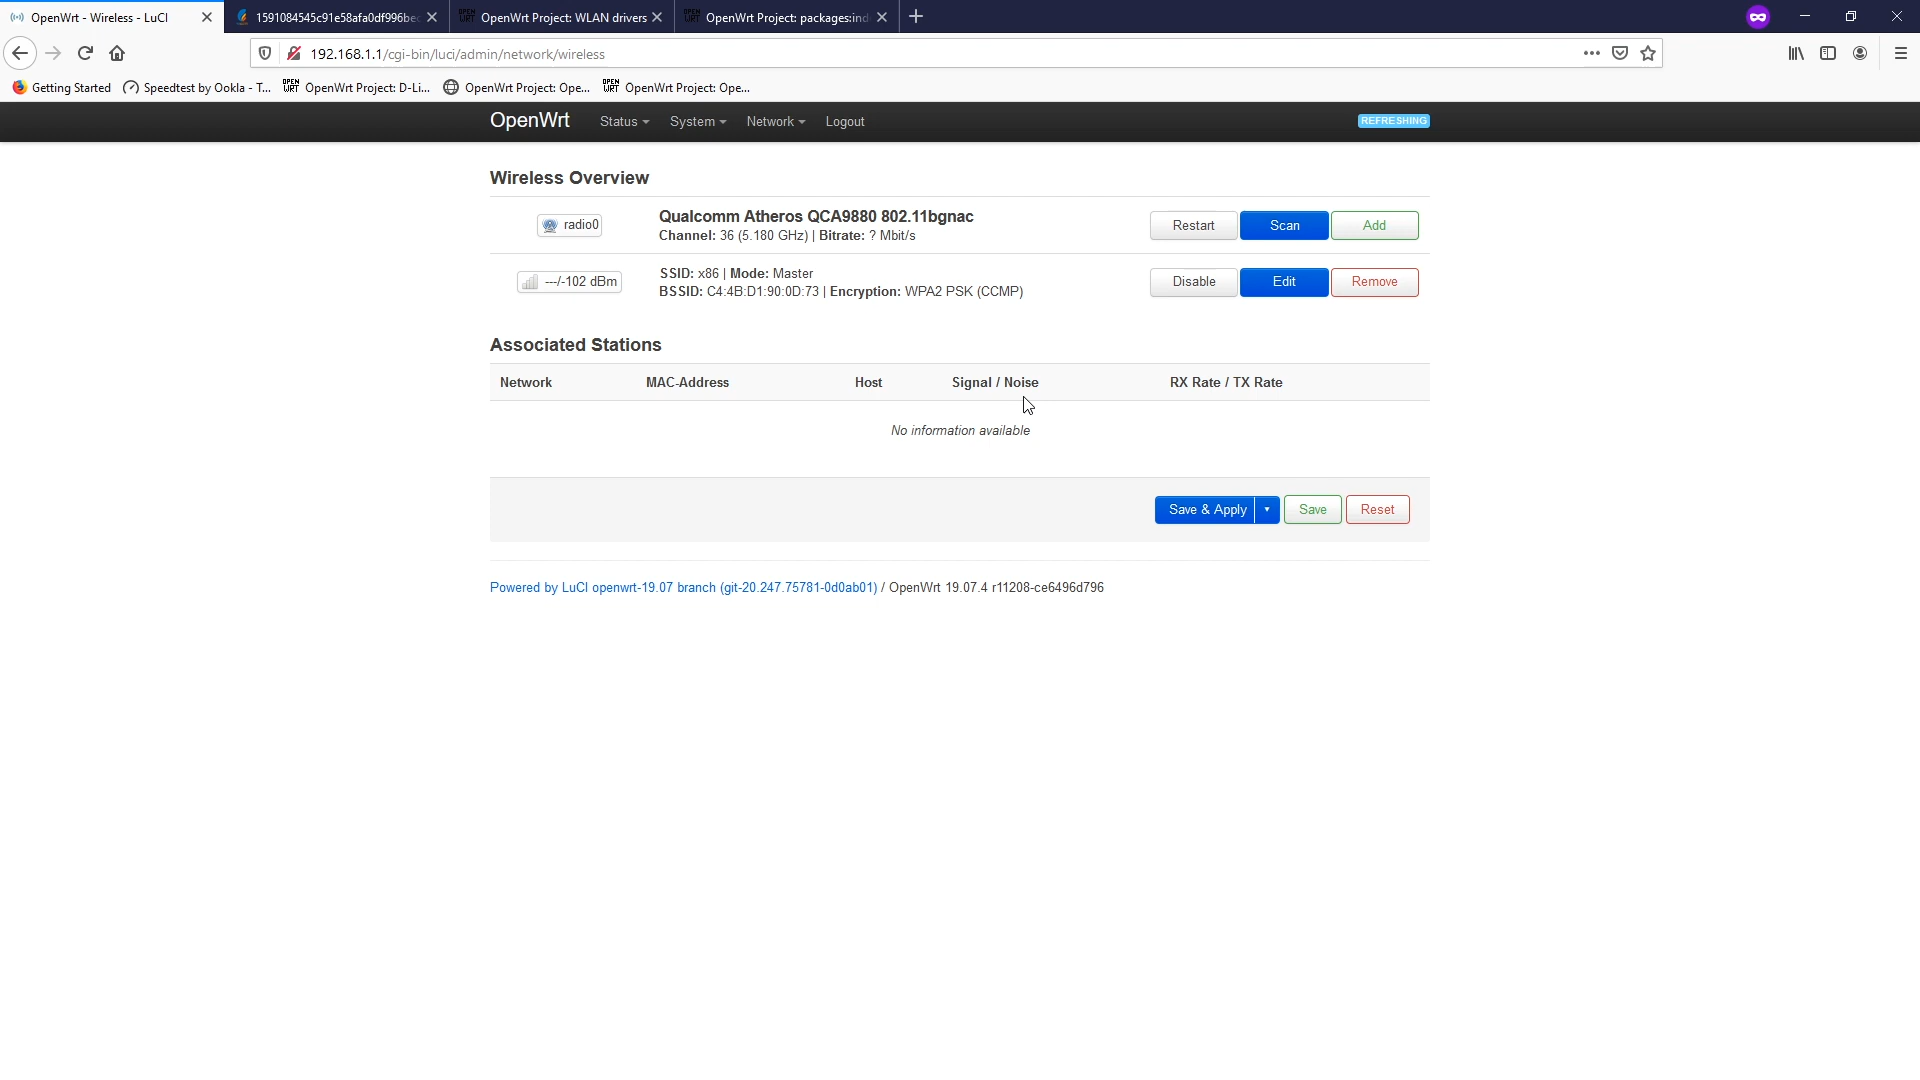 OpenWrt - Wireless - LuCI
1591084545c91e58afa0df996bec
OpenWrt Project: WLAN drivers
OpenWrt Project: packages:ind
192.168.1.1/cgi-bin/luci/admin/network/wireless
Getting Started
Speedtest by Ookla - T...
OPEN WRT
OpenWrt Project: D-Li...
OpenWrt Project: Ope...
OPEN WRT
OpenWrt Project: Ope...
OpenWrt
Status
System
Network
Logout
REFRESHING
Wireless Overview
radio0
Qualcomm Atheros QCA9880 802.11bgnac
Channel: 36 (5.180 GHz) | Bitrate: ? Mbit/s
Restart
Scan
Add
---/-102 dBm
SSID: x86 | Mode: Master
BSSID: C4:4B:D1:90:0D:73 | Encryption: WPA2 PSK (CCMP)
Disable
Edit
Remove
Associated Stations
Network
MAC-Address
Host
Signal / Noise
RX Rate / TX Rate
No information available
Save & Apply
Save
Reset
Powered by LuCI openwrt-19.07 branch (git-20.247.75781-0d0ab01) / OpenWrt 19.07.4 r11208-ce6496d796